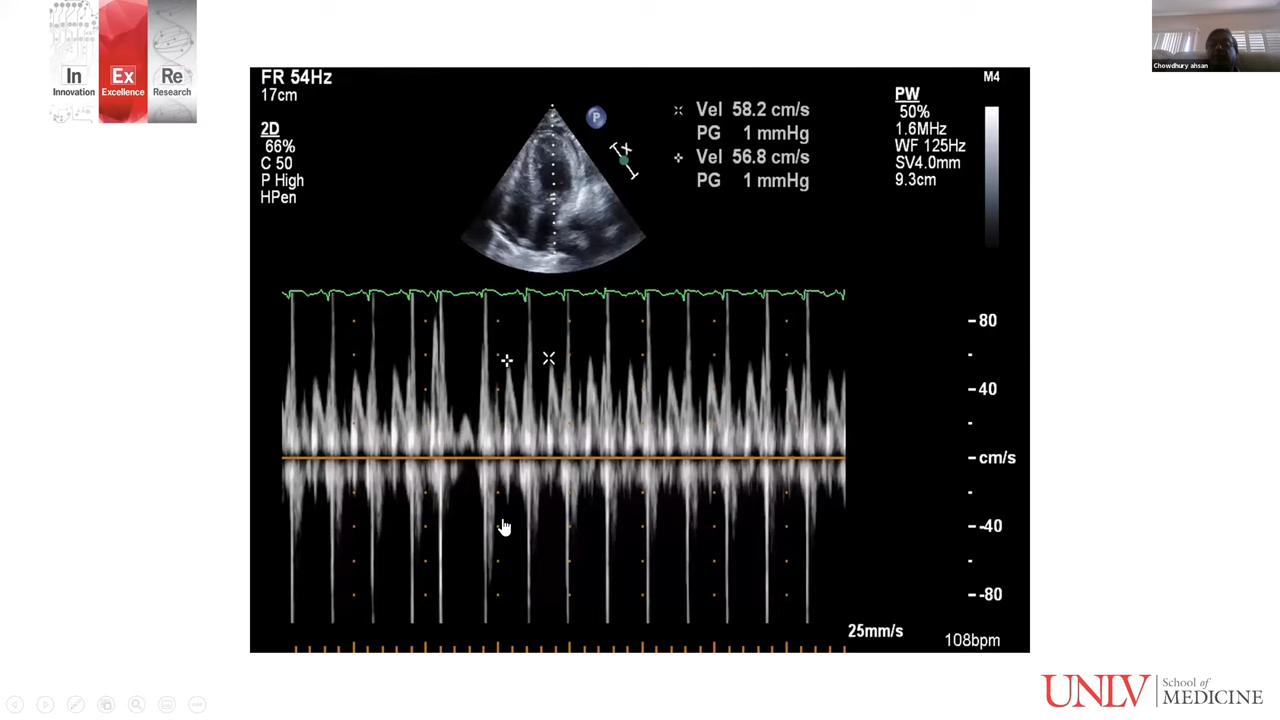 In
Innovation
Ex
Excellence
Re
Research
Chowdhury ahsan
FR 54Hz
17cm
2D
66%
C 50
P High
HPen
P
Vel 58.2 cm/s
PG 1 mmHg
Vel 56.8 cm/s
PG 1 mmHg
M4
PW
50%
1.6MHz
WF 125Hz
SV4.0mm
9.3cm
80
40
cm/s
-40
-80
25mm/s
108bpm
UNLV School of
MEDICINE